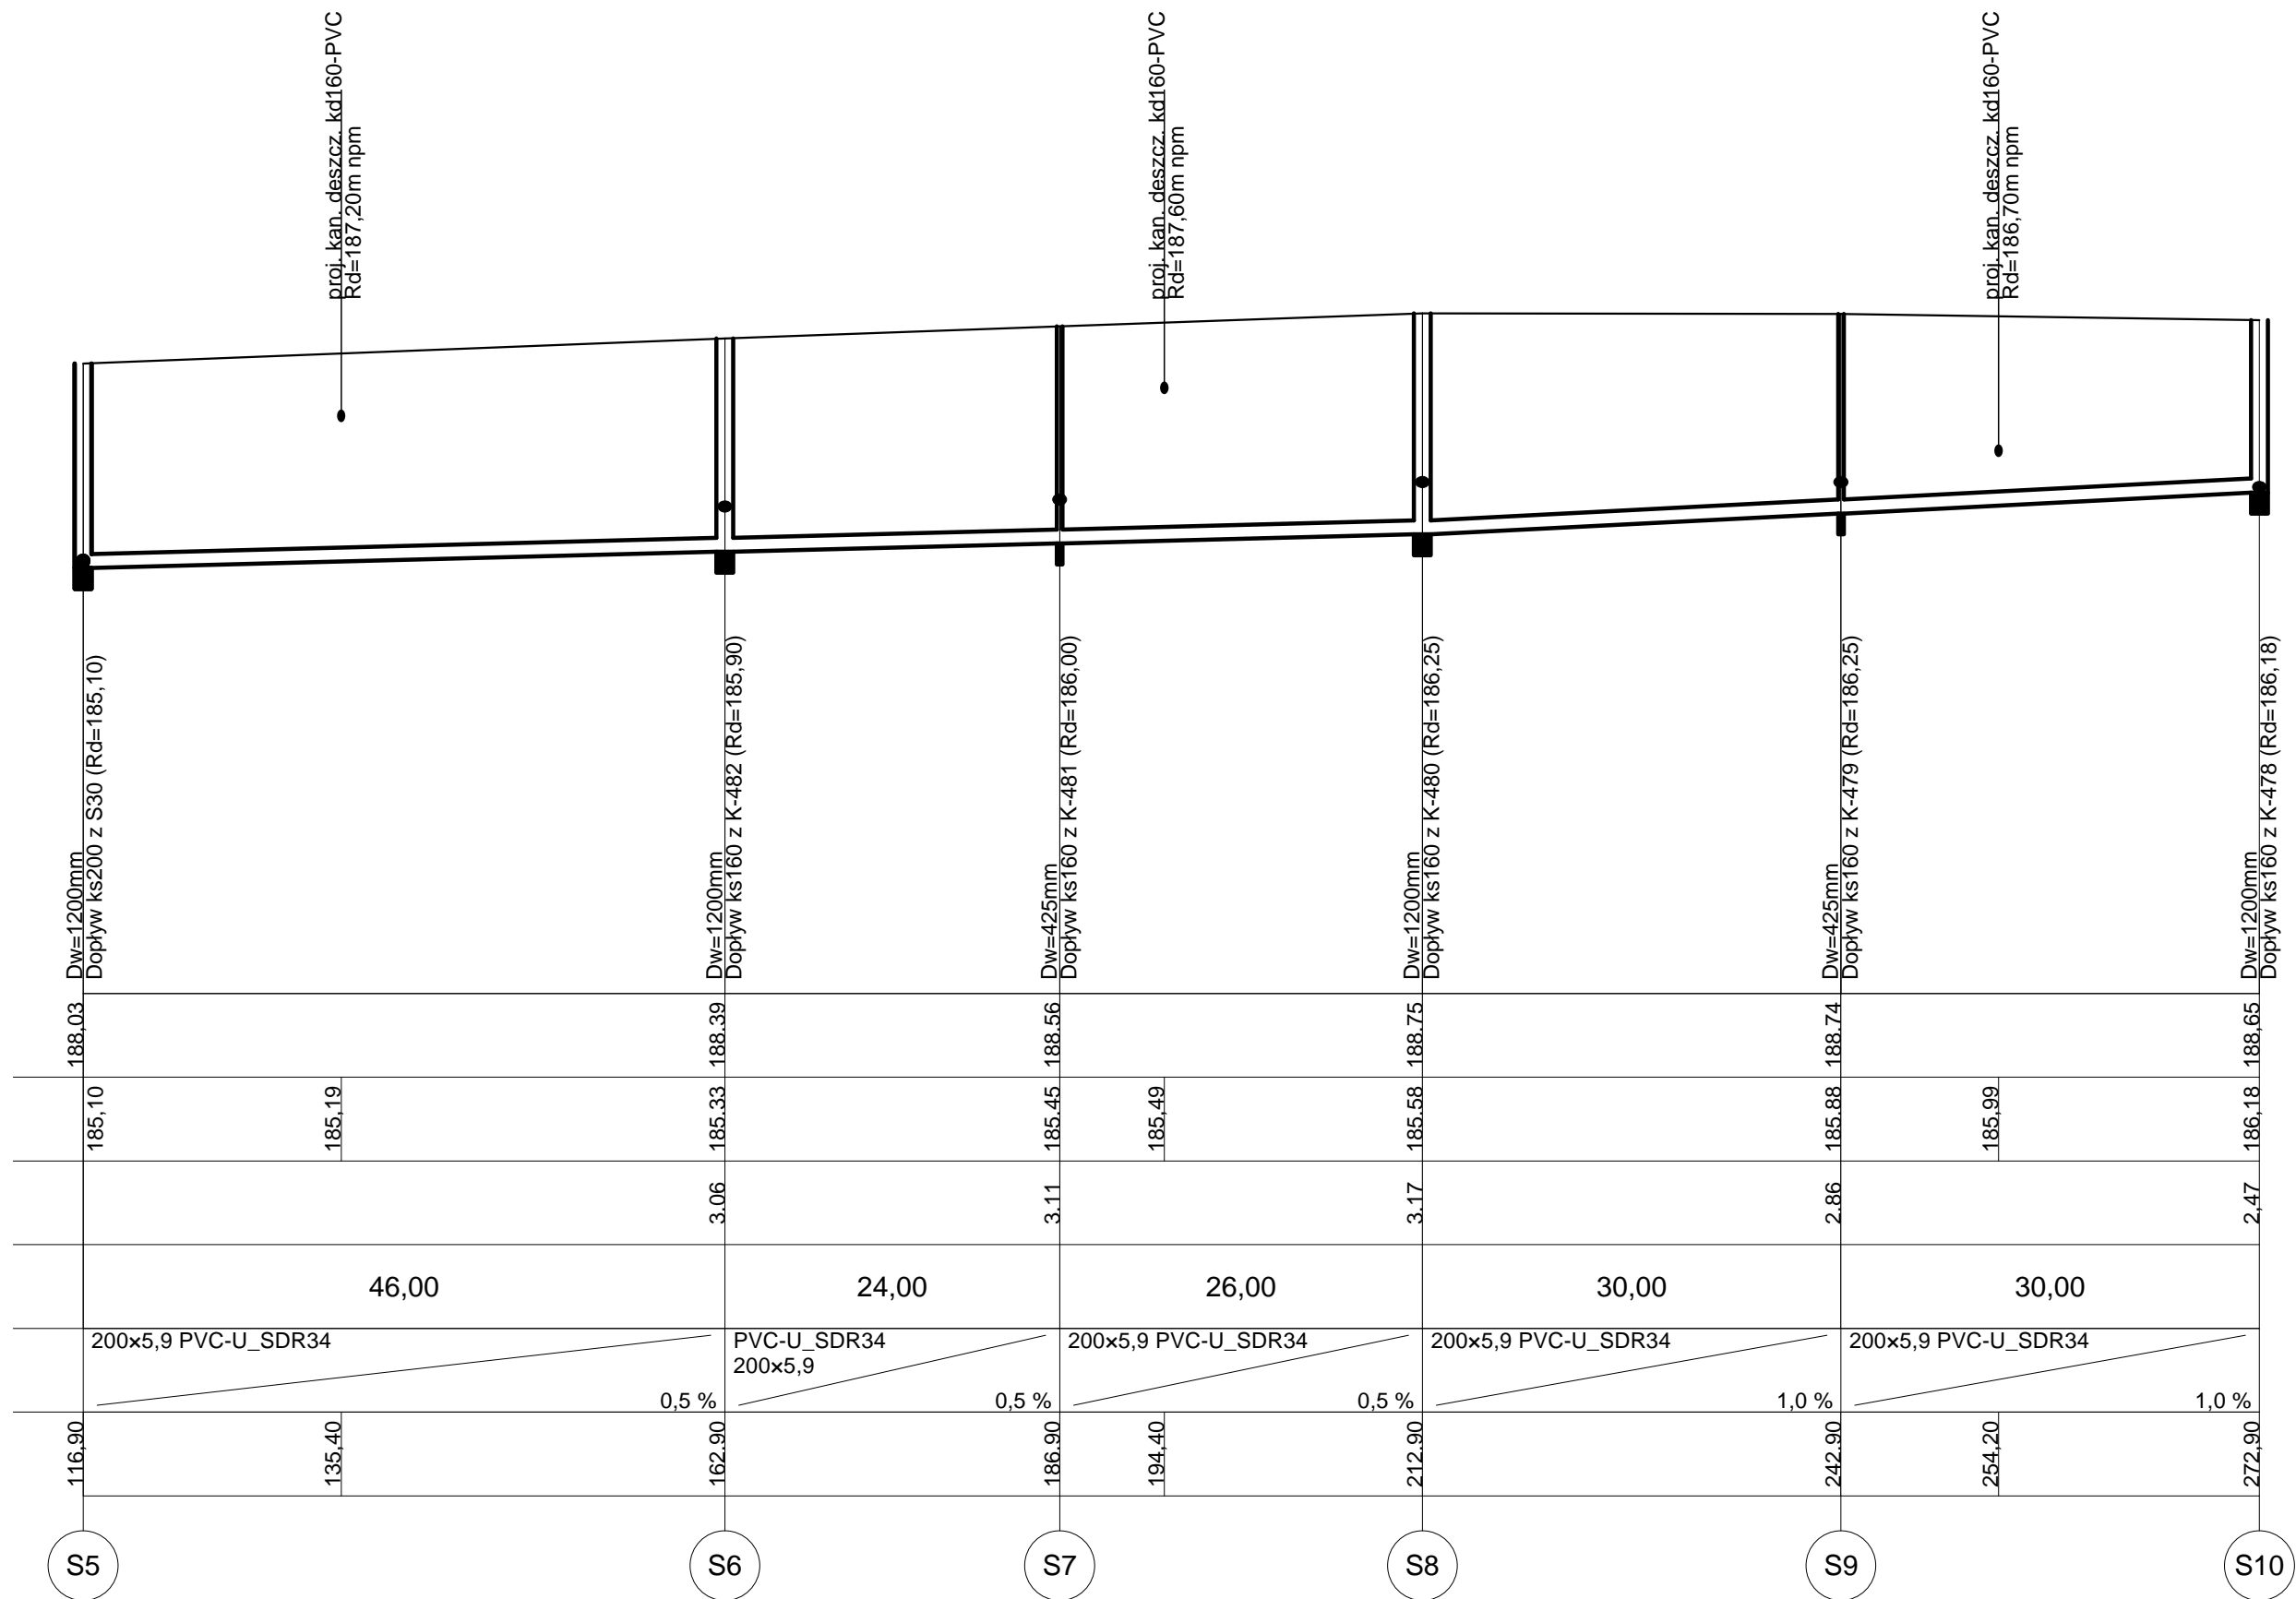 proj. kan. deszcz. kd160-PVC
Rd=187,20m npm
proj. kan. deszcz. kd160-PVC
Rd=187,60m npm
proj. kan. deszcz. kd160-PVC
Rd=186,70m npm
Dw=1200mm
Dopływ ks200 z S30 (Rd=185,10)
Dw=1200mm
Dopływ ks160 z K-482 (Rd=185,90)
Dw=425mm
Dopływ ks160 z K-481 (Rd=186,00)
Dw=1200mm
Dopływ ks160 z K-480 (Rd=186,25)
Dw=425mm
Dopływ ks160 z K-479 (Rd=186,25)
Dw=1200mm
Dopływ ks160 z K-478 (Rd=186,18)
188,03
188.39
188.56
188.75
188.74
188,65
185,10
185,19
185.33
185.45
185,49
185.58
185.88
185,99
186,18
3.06
3.11
3.17
2.86
2,47
46,00
24,00
26,00
30,00
30,00
200×5,9 PVC-U_SDR34
0,5 %
PVC-U_SDR34
200×5,9
0,5 %
200×5,9 PVC-U_SDR34
0,5 %
200×5,9 PVC-U_SDR34
1,0 %
200×5,9 PVC-U_SDR34
1,0 %
116,90
135,40
162.90
186.90
194,40
212.90
242.90
254,20
272,90
S5
S6
S7
S8
S9
S10